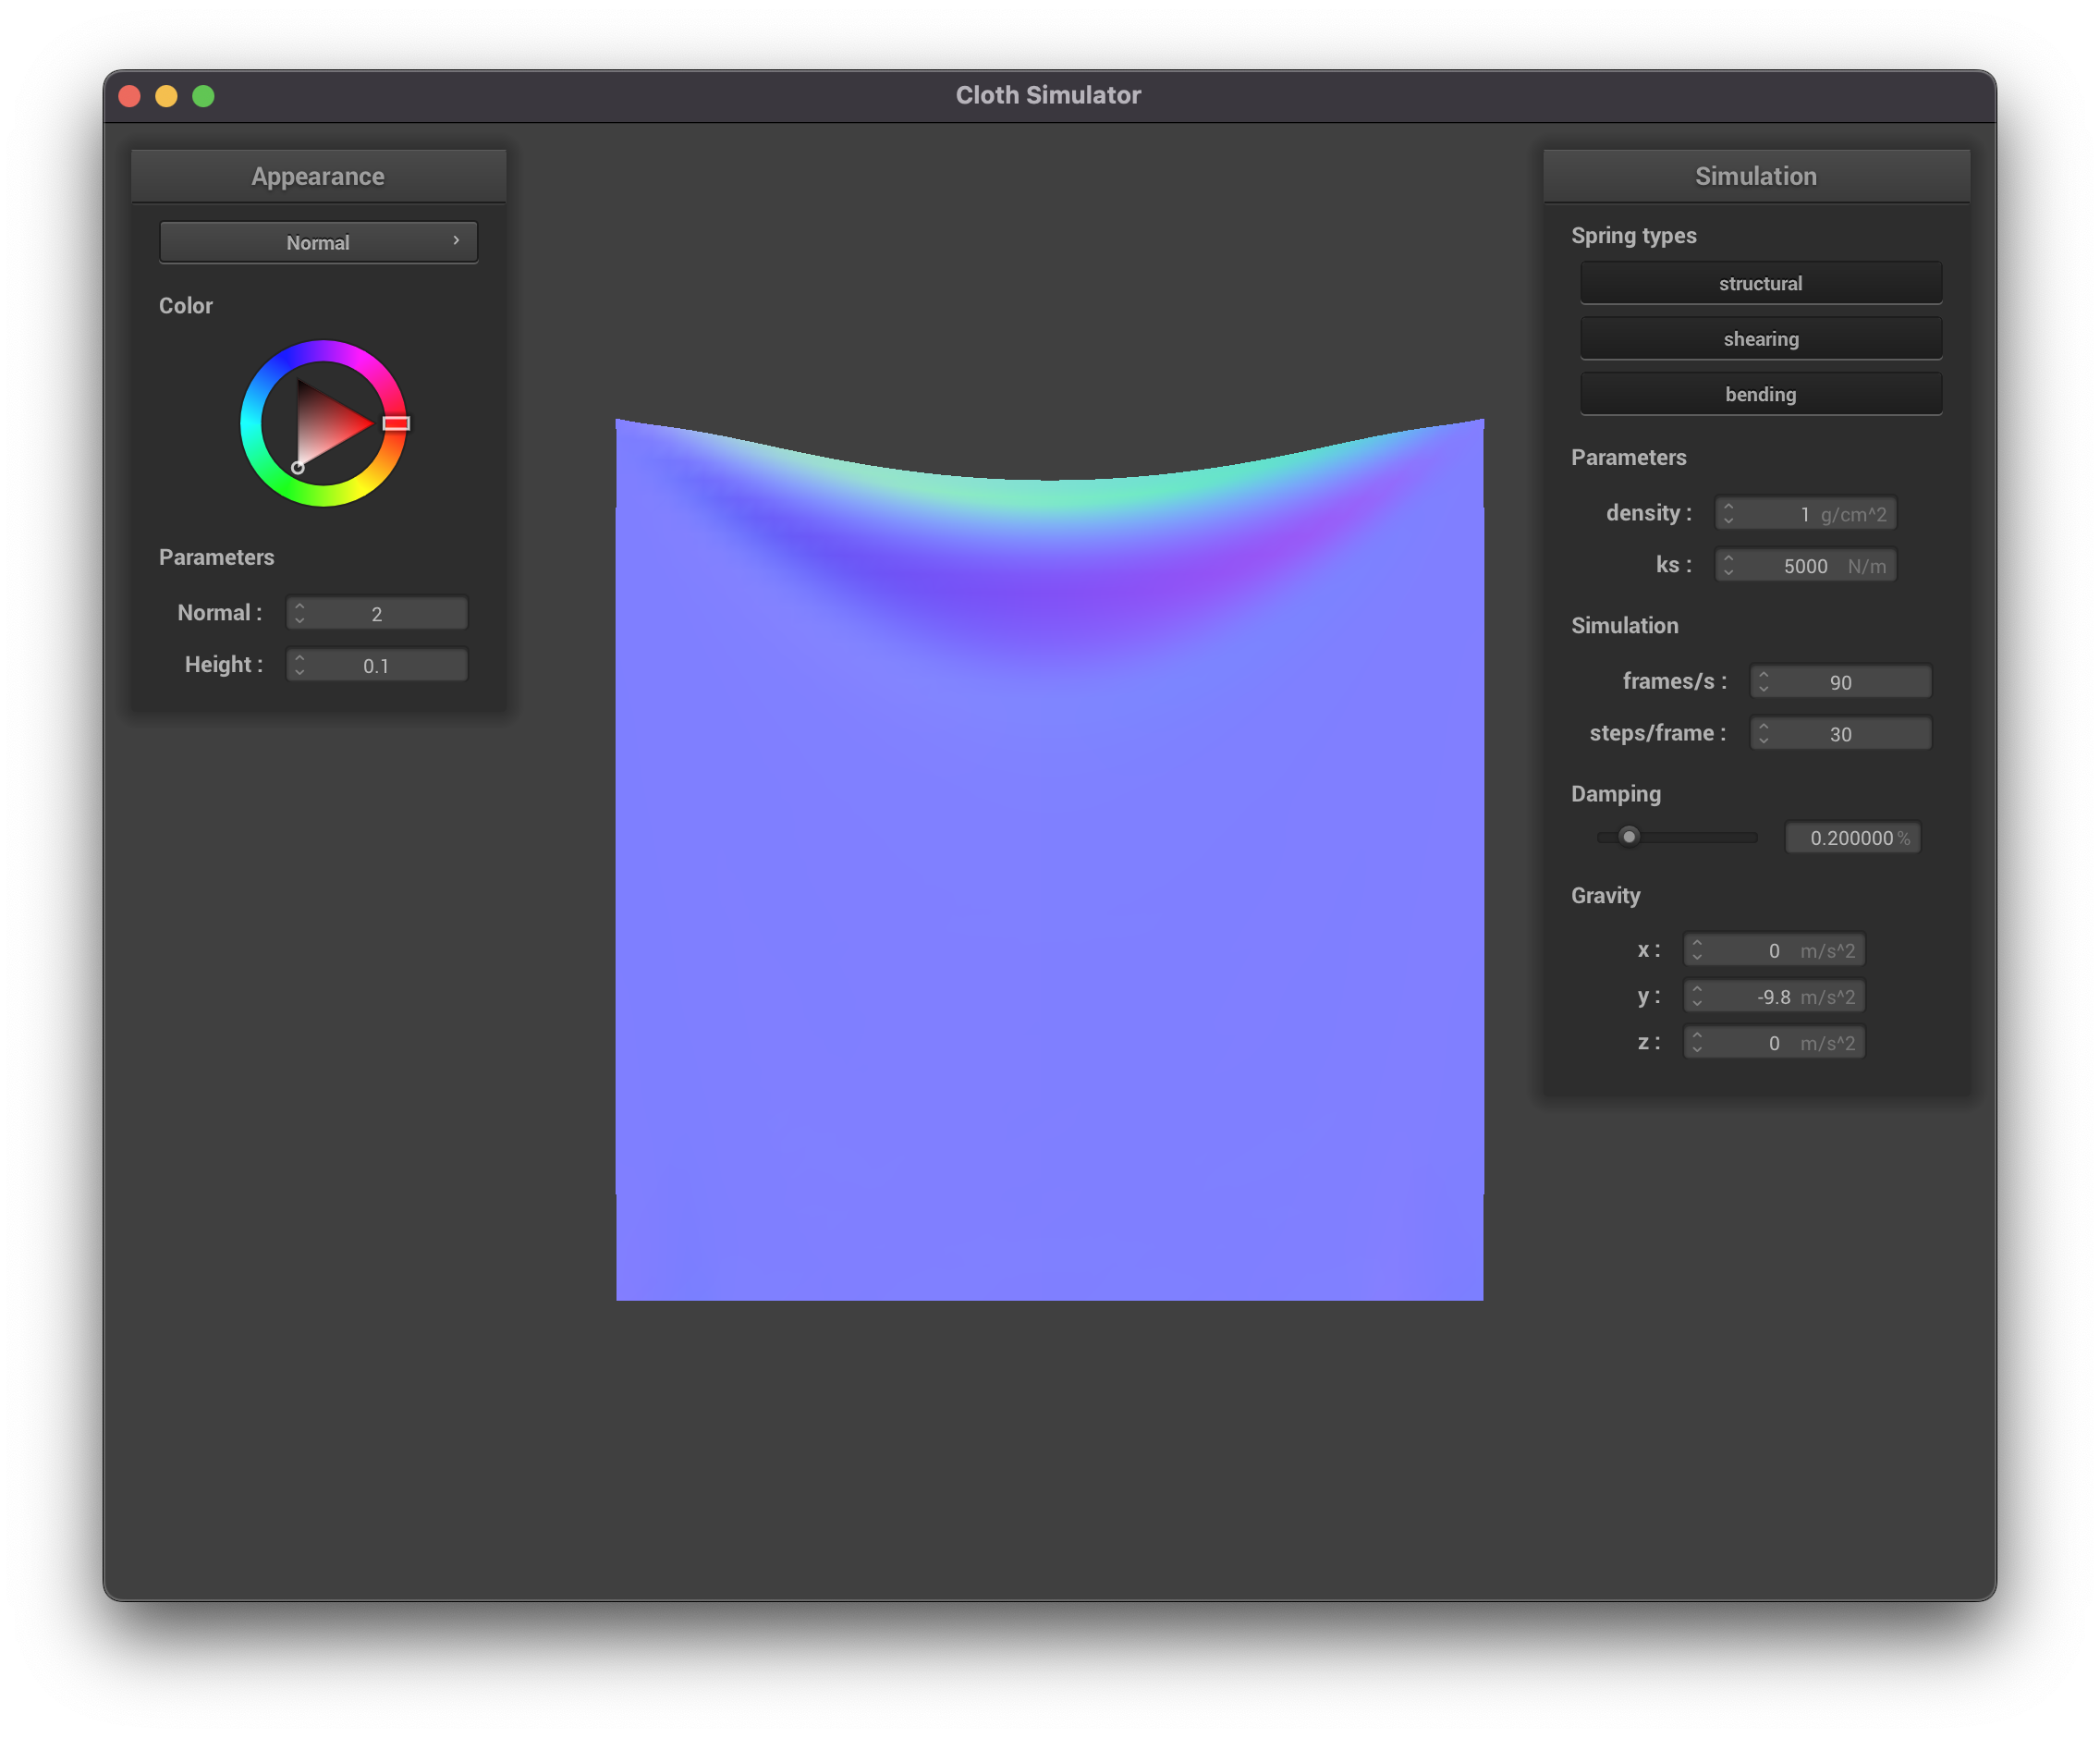 Cloth Simulator
Appearance
Normal
Color
Parameters
Normal : 2
Height : 0.1
Simulation
Spring types
structural
shearing
bending
Parameters
density : 1 g/cm^2
ks : 5000 N/m
Simulation
frames/s : 90
steps/frame : 30
Damping
0.200000 %
Gravity
x : 0 m/s^2
y : -9.8 m/s^2
z : 0 m/s^2